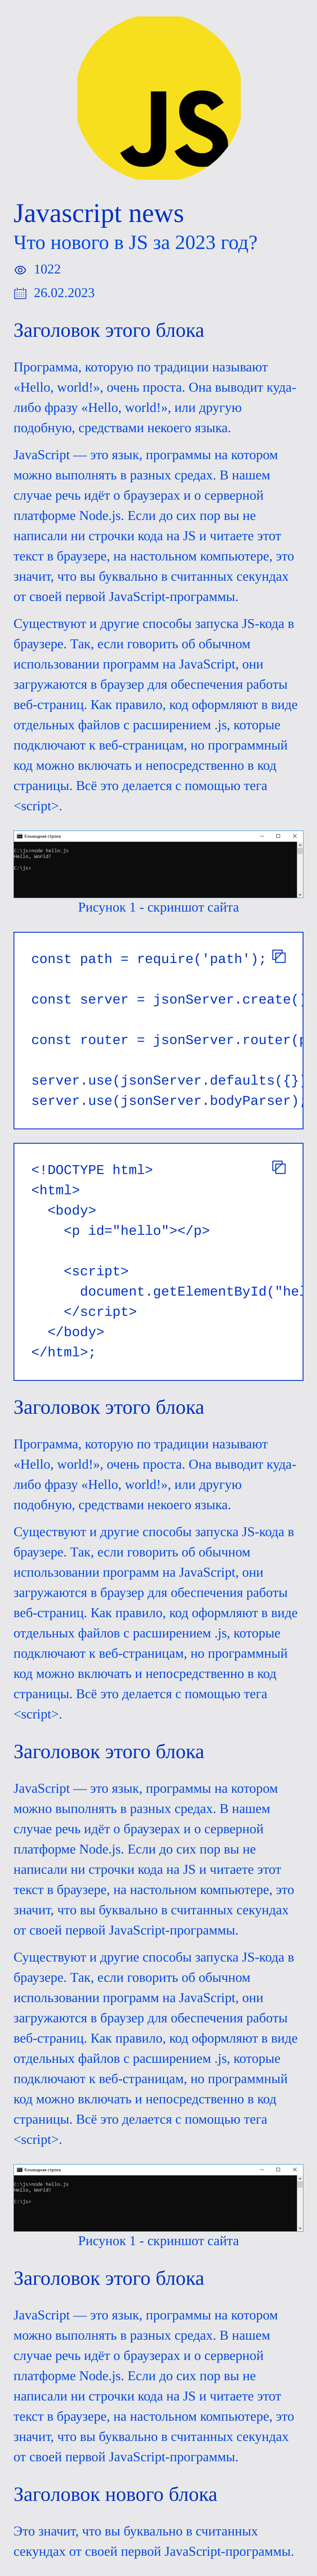 JS
Javascript news
Что нового в JS за 2023 год?
1022
26.02.2023
Заголовок этого блока
Программа, которую по традиции называют
«Hello, world!», очень проста. Она выводит куда-
либо фразу «Hello, world!», или другую
подобную, средствами некоего языка.
JavaScript — это язык, программы на котором
можно выполнять в разных средах. В нашем
случае речь идёт о браузерах и о серверной
платформе Node.js. Если до сих пор вы не
написали ни строчки кода на JS и читаете этот
текст в браузере, на настольном компьютере, это
значит, что вы буквально в считанных секундах
от своей первой JavaScript-программы.
Существуют и другие способы запуска JS-кода в
браузере. Так, если говорить об обычном
использовании программ на JavaScript, они
загружаются в браузер для обеспечения работы
веб-страниц. Как правило, код оформляют в виде
отдельных файлов с расширением .js, которые
подключают к веб-страницам, но программный
код можно включать и непосредственно в код
страницы. Всё это делается с помощью тега
<script>.
Командная строка
C:\js>node hello.js
Hello, World!
C:\js>
Рисунок 1 - скриншот сайта
const path = require('path');
const server = jsonServer.create()
const router = jsonServer.router(p
server.use(jsonServer.defaults({})
server.use(jsonServer.bodyParser);
<!DOCTYPE html>
<html>
  <body>
    <p id="hello"></p>
    <script>
      document.getElementById("hel
    </script>
  </body>
</html>;
Заголовок этого блока
Программа, которую по традиции называют
«Hello, world!», очень проста. Она выводит куда-
либо фразу «Hello, world!», или другую
подобную, средствами некоего языка.
Существуют и другие способы запуска JS-кода в
браузере. Так, если говорить об обычном
использовании программ на JavaScript, они
загружаются в браузер для обеспечения работы
веб-страниц. Как правило, код оформляют в виде
отдельных файлов с расширением .js, которые
подключают к веб-страницам, но программный
код можно включать и непосредственно в код
страницы. Всё это делается с помощью тега
<script>.
Заголовок этого блока
JavaScript — это язык, программы на котором
можно выполнять в разных средах. В нашем
случае речь идёт о браузерах и о серверной
платформе Node.js. Если до сих пор вы не
написали ни строчки кода на JS и читаете этот
текст в браузере, на настольном компьютере, это
значит, что вы буквально в считанных секундах
от своей первой JavaScript-программы.
Существуют и другие способы запуска JS-кода в
браузере. Так, если говорить об обычном
использовании программ на JavaScript, они
загружаются в браузер для обеспечения работы
веб-страниц. Как правило, код оформляют в виде
отдельных файлов с расширением .js, которые
подключают к веб-страницам, но программный
код можно включать и непосредственно в код
страницы. Всё это делается с помощью тега
<script>.
Командная строка
C:\js>node hello.js
Hello, World!
C:\js>
Рисунок 1 - скриншот сайта
Заголовок этого блока
JavaScript — это язык, программы на котором
можно выполнять в разных средах. В нашем
случае речь идёт о браузерах и о серверной
платформе Node.js. Если до сих пор вы не
написали ни строчки кода на JS и читаете этот
текст в браузере, на настольном компьютере, это
значит, что вы буквально в считанных секундах
от своей первой JavaScript-программы.
Заголовок нового блока
Это значит, что вы буквально в считанных
секундах от своей первой JavaScript-программы.